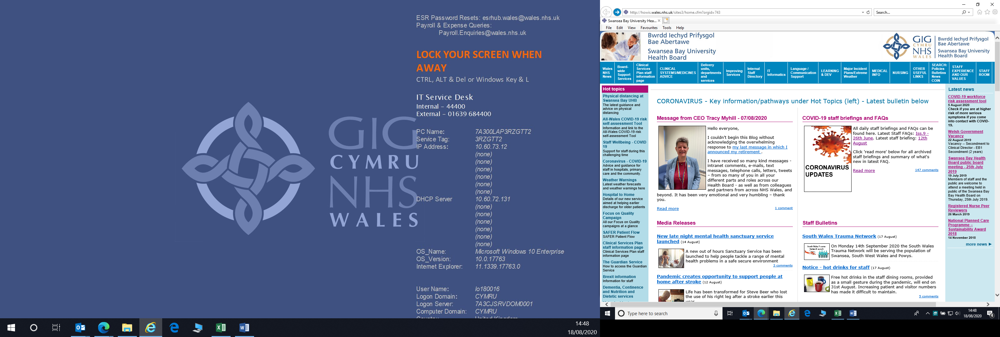 ESR Password Resets: esrhub.wales@wales.nhs.uk
Payroll & Expense Queries:
Payroll.Enquiries@wales.nhs.uk
LOCK YOUR SCREEN WHEN
AWAY
CTRL, ALT & Del or Windows Key & L
IT Service Desk
Internal – 44400
External – 01639 684400
GIG
CYMRU
NHS
WALES
PC Name: 7A300LAP3RZGTT2
Service Tag: 3RZGTT2
IP Address: 10.60.73.12
(none)
(none)
(none)
(none)
(none)
(none)
DHCP Server 10.60.72.131
(none)
(none)
(none)
(none)
(none)
(none)
OS_Name: Microsoft Windows 10 Enterprise
OS_Version: 10.0.17763
Internet Explorer: 11.1339.17763.0
User Name: lo180016
Logon Domain: CYMRU
Logon Server: 7A3CJSRVDOM0001
Computer Domain: CYMRU
14:48
18/08/2020
http://howis.wales.nhs.uk/sites3/home.cfm?orgid=743
Search...
Swansea Bay University Hea...
File Edit View Favourites Tools Help
Bwrdd Iechyd Prifysgol
Bae Abertawe
Swansea Bay University
Health Board
GIG
CYMRU
NHS
WALES
Bwrdd Iechyd Prifysgol
Bae Abertawe
Swansea Bay University
Health Board
Wales
NHS
News
Board-
wide
Support
Services
Clinical
Services
Plan staff
information
page
CLINICAL
SYSTEMS/MEDICINES
ADVICE
Delivery
units,
departments
and
services
Improving
Services
Internal
Staff
Directory
IT
Informatics
Language /
Communication
Support
LEARNING
& DEV
Major Incident
Plans/Extreme
Weather
MEDICAL
INFO
NURSING
OTHER
USEFUL
LINKS
SEARCH:
Policies
Bulletins
News
COIN
STAFF
EXPERIENCE
AND OUR
VALUES
STAFF
ROOM
Hot topics
Physical distancing at
Swansea Bay UHB
The latest guidance and
advice on physical
distancing
All-Wales COVID-19 risk
self-assessment Tool
Information and link to the
All-Wales COVID-19 risk
self-assessment Tool
Staff Wellbeing - COVID
19
Support for staff during this
challenging time
Coronavirus - COVID-19
Advice and guidance for
staff in hospitals, primary
care and the community.
Weather Warnings
Latest weather forecasts
and weather warnings here
Hospital to Home
Details of our new service
aimed at helping earlier
discharge for older patients
Focus on Quality
Campaign
All our Focus on Quality
campaigns at a glance
SAFER Patient Flow
SAFER Patient Flow
Clinical Services Plan
staff information page
Clinical Services Plan staff
information page
The Guardian Service
How to access the Guardian
Service
Brexit information
Information for staff
Dementia, Continence
and Nutrition and
Dietetic services
CORONAVIRUS - Key information/pathways under Hot Topics (left) - Latest bulletin below
Message from CEO Tracy Myhill - 07/08/2020
Hello everyone,
I couldn't begin this Blog without
acknowledging the overwhelming
response to my last message in which I
announced my retirement .
I have received so many kind messages -
intranet comments, e-mails, text
messages, telephone calls, letters, tweets
– from so many of you in all your
different parts and roles across our
Health Board - as well as from colleagues
and partners from across NHS Wales, and
beyond. It has been very emotional and very humbling – thank
you.
Read more 1 comment
COVID-19 staff briefings and FAQs
All daily staff briefings and FAQs can be
found here. Latest Staff FAQs: Iss.9 -
26th June. Latest staff briefing: 12th
August
Click 'read more' below for all archived
staff briefings and summary of what's
new in latest FAQ.
Read more 147 comments
CORONAVIRUS
UPDATES
Media Releases
New late night mental health sanctuary service
launched (14 August)
A new out of hours Sanctuary Service has been
launched to help people tackle a range of mental
health problems in a safe secure environment
3 comments
Pandemic creates opportunity to support people at
home after stroke (12 August)
Life has been transformed for Steve Beer who lost
the use of his right leg after a stroke earlier this
year
Staff Bulletins
South Wales Trauma Network (17 August)
On Monday 14th September 2020 the South Wales
Trauma Network will be serving the population of
Swansea, South West Wales and Powys.
Notice - hot drinks for staff (17 August)
Free hot drinks in the staff dining rooms, provided
as a small gesture during the pandemic, will end on
31st August. Increasing patient and visitor numbers
has made it difficult to maintain.
5 comments
Latest news
COVID-19 workforce
risk assessment tool
5 August 2020
Check if you are at higher
risk of more serious
symptoms if you come
into contact with COVID-
19.
Welsh Government
Vacancy
22 August 2019
Vacancy -- Secondment to
Clinical Director - EB1
Secondment (2 years)
Swansea Bay Health
Board public board
meeting - 25th July
2019
19 July 2019
Members of staff and the
public are welcome to
attend a meeting held in
public of the Swansea Bay
Bay Health Board on
Thursday, 25th July 2019.
Registered Nurse Peer
Reviewers
26 March 2019
National Planned Care
Programme –
Sustainability Award
2018
14 November 2018
more news
Type here to search
14:48
18/08/2020
4